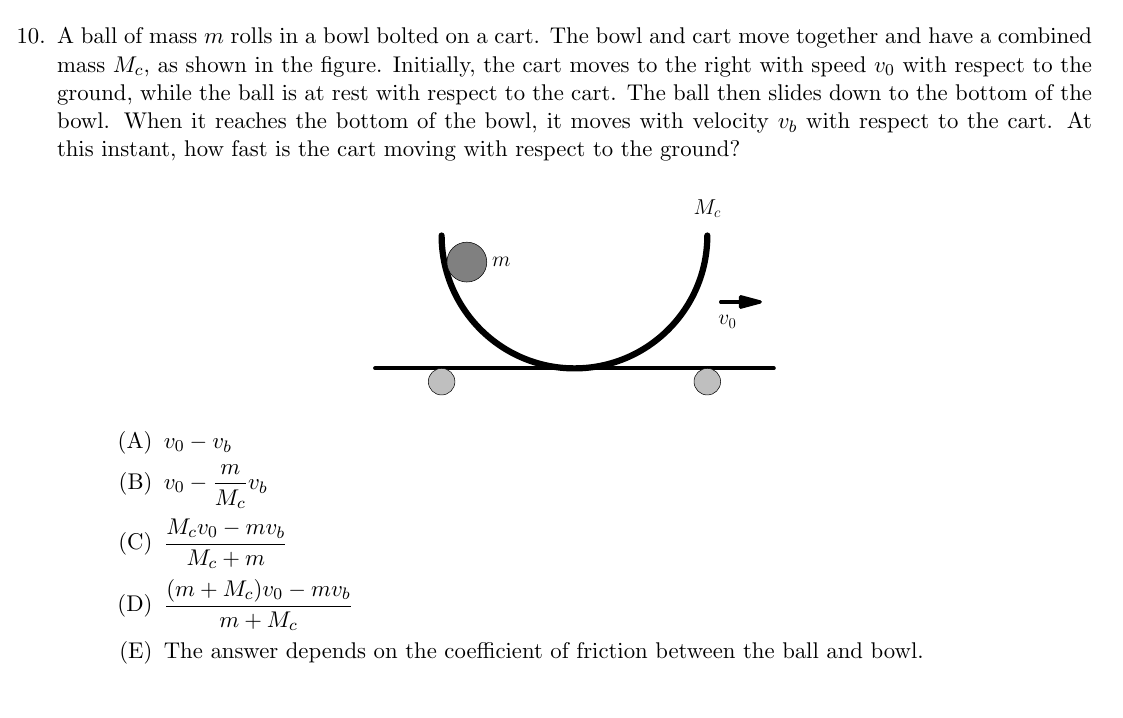 10. A ball of mass m rolls in a bowl bolted on a cart. The bowl and cart move together and have a combined
mass M_c, as shown in the figure. Initially, the cart moves to the right with speed v_0 with respect to the
ground, while the ball is at rest with respect to the cart. The ball then slides down to the bottom of the
bowl. When it reaches the bottom of the bowl, it moves with velocity v_b with respect to the cart. At
this instant, how fast is the cart moving with respect to the ground?
M_c
m
v_0
(A) v_0 − v_b
(B) v_0 − \frac{m}{M_c}v_b
(C) \frac{M_c v_0 − mv_b}{M_c + m}
(D) \frac{(m + M_c)v_0 − mv_b}{m + M_c}
(E) The answer depends on the coefficient of friction between the ball and bowl.